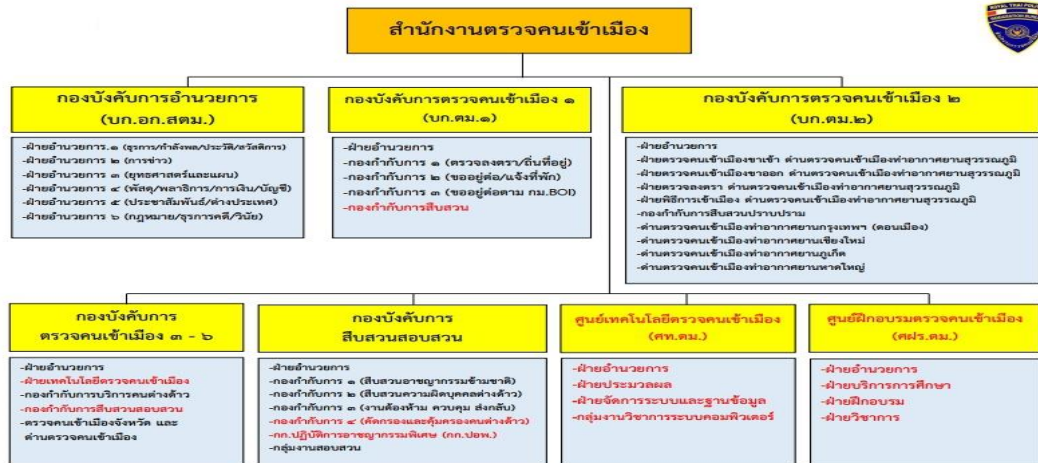 สำนักงานตรวจคนเข้าเมือง
ROYAL THAI POLICE
IMMIGRATION BUREAU
กองบังคับการอำนวยการ
(บก.อก.สตม.)
-ฝ่ายอำนวยการ.๑ (ธุรการ/กำลังพล/ประวัติ/สวัสดิการ)
-ฝ่ายอำนวยการ ๒ (การข่าว)
-ฝ่ายอำนวยการ ๓ (ยุทธศาสตร์และแผน)
-ฝ่ายอำนวยการ ๔ (พัสดุ/พลาธิการ/การเงิน/บัญชี)
-ฝ่ายอำนวยการ ๕ (ประชาสัมพันธ์/ต่างประเทศ)
-ฝ่ายอำนวยการ ๖ (กฎหมาย/ธุรการคดี/วินัย)
กองบังคับการตรวจคนเข้าเมือง ๑
(บก.ตม.๑)
-ฝ่ายอำนวยการ
-กองกำกับการ ๑ (ตรวจลงตรา/ถิ่นที่อยู่)
-กองกำกับการ ๒ (ขออยู่ต่อ/แจ้งที่พัก)
-กองกำกับการ ๓ (ขออยู่ต่อตาม กม.BOI)
-กองกำกับการสืบสวน
กองบังคับการตรวจคนเข้าเมือง ๒
(บก.ตม.๒)
-ฝ่ายอำนวยการ
-ฝ่ายตรวจคนเข้าเมืองขาเข้า ด่านตรวจคนเข้าเมืองท่าอากาศยานสุวรรณภูมิ
-ฝ่ายตรวจคนเข้าเมืองขาออก ด่านตรวจคนเข้าเมืองท่าอากาศยานสุวรรณภูมิ
-ฝ่ายตรวจลงตรา ด่านตรวจคนเข้าเมืองท่าอากาศยานสุวรรณภูมิ
-ฝ่ายพิธีการเข้าเมือง ด่านตรวจคนเข้าเมืองท่าอากาศยานสุวรรณภูมิ
-กองกำกับการสืบสวนปราบปราม
-ด่านตรวจคนเข้าเมืองท่าอากาศยานกรุงเทพฯ (ดอนเมือง)
-ด่านตรวจคนเข้าเมืองท่าอากาศยานเชียงใหม่
-ด่านตรวจคนเข้าเมืองท่าอากาศยานภูเก็ต
-ด่านตรวจคนเข้าเมืองท่าอากาศยานหาดใหญ่
กองบังคับการ
ตรวจคนเข้าเมือง ๓ - ๖
-ฝ่ายอำนวยการ
-ฝ่ายเทคโนโลยีตรวจคนเข้าเมือง
-กองกำกับการบริการคนต่างด้าว
-กองกำกับการสืบสวนสอบสวน
-ตรวจคนเข้าเมืองจังหวัด และ
ด่านตรวจคนเข้าเมือง
กองบังคับการ
สืบสวนสอบสวน
-ฝ่ายอำนวยการ
-กองกำกับการ ๑ (สืบสวนอาชญากรรมข้ามชาติ)
-กองกำกับการ ๒ (สืบสวนความผิดบุคคลต่างด้าว)
-กองกำกับการ ๓ (งานต้องห้าม ควบคุม ส่งกลับ)
-กองกำกับการ ๔ (คัดกรองและคุ้มครองคนต่างด้าว)
-กก.ปฏิบัติการอาชญากรรมพิเศษ (กก.ปอพ.)
-กลุ่มงานสอบสวน
ศูนย์เทคโนโลยีตรวจคนเข้าเมือง
(ศท.ตม.)
-ฝ่ายอำนวยการ
-ฝ่ายประมวลผล
-ฝ่ายจัดการระบบและฐานข้อมูล
-กลุ่มงานวิชาการระบบคอมพิวเตอร์
ศูนย์ฝึกอบรมตรวจคนเข้าเมือง
(ศฝร.ตม.)
-ฝ่ายอำนวยการ
-ฝ่ายบริการการศึกษา
-ฝ่ายฝึกอบรม
-ฝ่ายวิชาการ